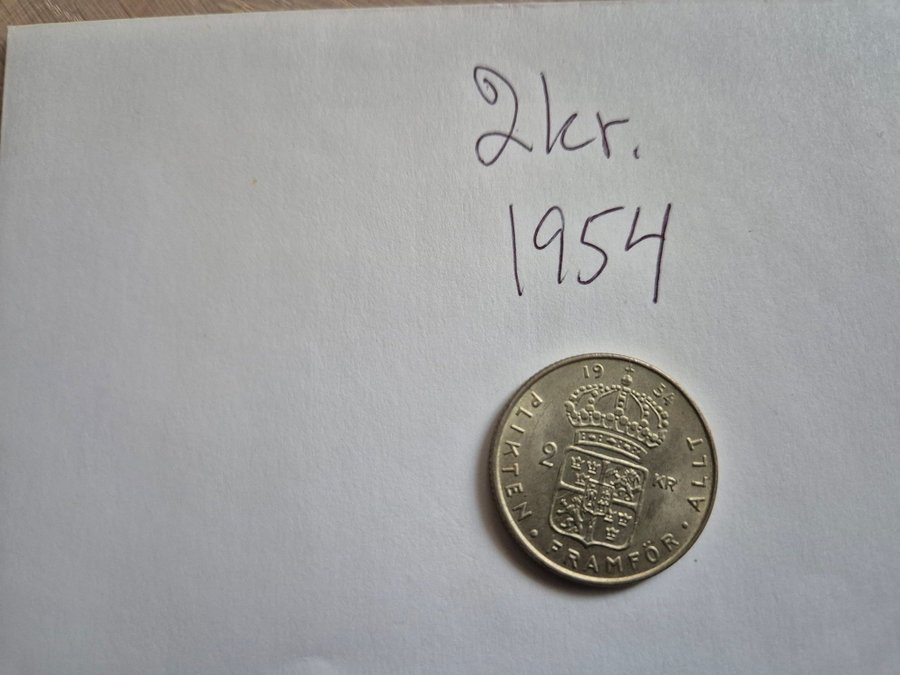 2kr.
1954
19 54
PLIKTEN · FRAMFÖR · ALLT
2 KR